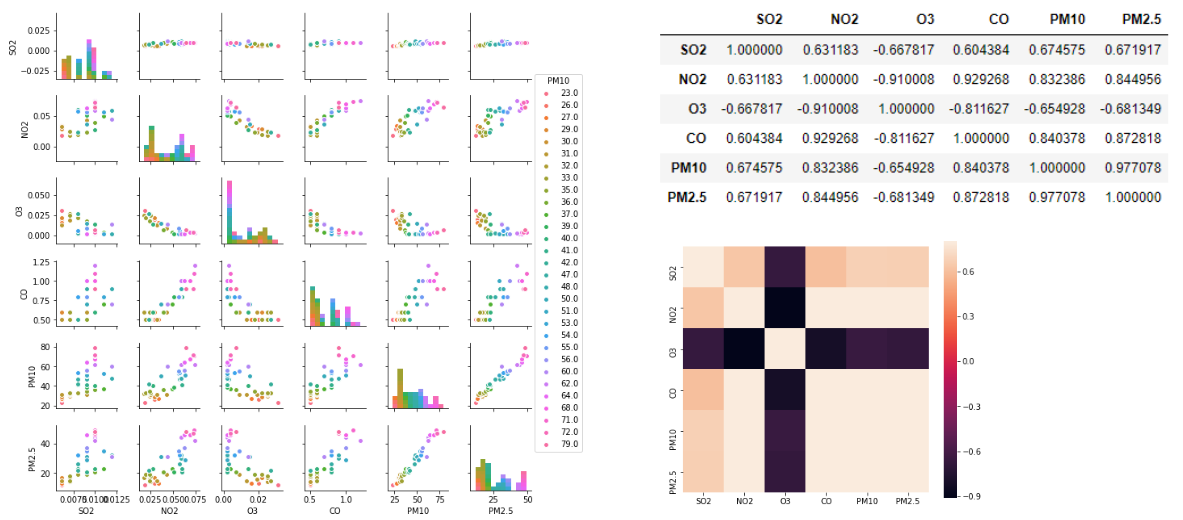 SO2 NO2 O3 CO PM10 PM2.5
SO2 1.000000 0.631183 -0.667817 0.604384 0.674575 0.671917
NO2 0.631183 1.000000 -0.910008 0.929268 0.832386 0.844956
O3 -0.667817 -0.910008 1.000000 -0.811627 -0.654928 -0.681349
CO 0.604384 0.929268 -0.811627 1.000000 0.840378 0.872818
PM10 0.674575 0.832386 -0.654928 0.840378 1.000000 0.977078
PM2.5 0.671917 0.844956 -0.681349 0.872818 0.977078 1.000000
SO2
0.025
0.000
−0.025
NO2
0.05
0.00
O3
0.050
0.025
0.000
CO
1.25
1.00
0.75
0.50
PM10
80
60
40
20
PM2.5
40
20
0.0075 0.0100 0.0125
0.025 0.050 0.075
0.00 0.02
0.5 1.0
25 50 75
25 50
SO2 NO2 O3 CO PM10 PM2.5
PM10
23.0
26.0
27.0
29.0
30.0
31.0
32.0
33.0
35.0
36.0
37.0
39.0
40.0
41.0
42.0
47.0
48.0
50.0
51.0
53.0
54.0
55.0
56.0
60.0
62.0
64.0
68.0
71.0
72.0
79.0
SO2
NO2
O3
CO
PM10
PM2.5
SO2 NO2 O3 CO PM10 PM2.5
0.6
0.3
0.0
−0.3
−0.6
−0.9